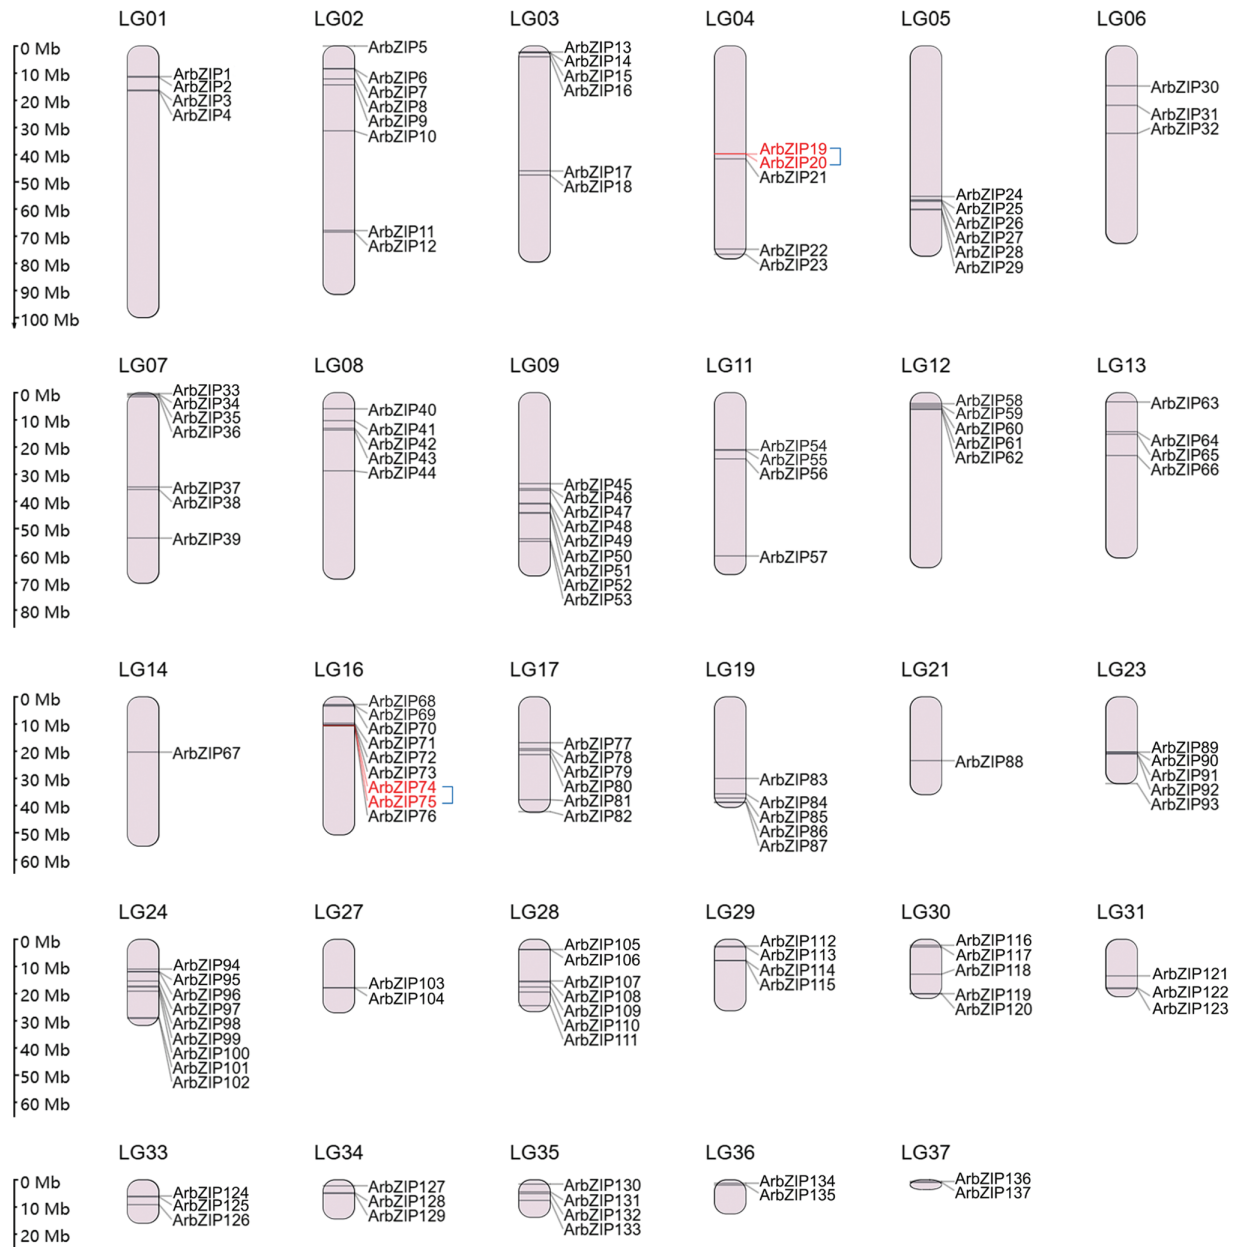 LG01 LG02 LG03 LG04 LG05 LG06
0 Mb
10 Mb
20 Mb
30 Mb
40 Mb
50 Mb
60 Mb
70 Mb
80 Mb
90 Mb
100 Mb
ArbZIP1
ArbZIP2
ArbZIP3
ArbZIP4
ArbZIP5
ArbZIP6
ArbZIP7
ArbZIP8
ArbZIP9
ArbZIP10
ArbZIP11
ArbZIP12
ArbZIP13
ArbZIP14
ArbZIP15
ArbZIP16
ArbZIP17
ArbZIP18
ArbZIP19
ArbZIP20
ArbZIP21
ArbZIP22
ArbZIP23
ArbZIP24
ArbZIP25
ArbZIP26
ArbZIP27
ArbZIP28
ArbZIP29
ArbZIP30
ArbZIP31
ArbZIP32
LG07 LG08 LG09 LG11 LG12 LG13
0 Mb
10 Mb
20 Mb
30 Mb
40 Mb
50 Mb
60 Mb
70 Mb
80 Mb
ArbZIP33
ArbZIP34
ArbZIP35
ArbZIP36
ArbZIP37
ArbZIP38
ArbZIP39
ArbZIP40
ArbZIP41
ArbZIP42
ArbZIP43
ArbZIP44
ArbZIP45
ArbZIP46
ArbZIP47
ArbZIP48
ArbZIP49
ArbZIP50
ArbZIP51
ArbZIP52
ArbZIP53
ArbZIP54
ArbZIP55
ArbZIP56
ArbZIP57
ArbZIP58
ArbZIP59
ArbZIP60
ArbZIP61
ArbZIP62
ArbZIP63
ArbZIP64
ArbZIP65
ArbZIP66
LG14 LG16 LG17 LG19 LG21 LG23
0 Mb
10 Mb
20 Mb
30 Mb
40 Mb
50 Mb
60 Mb
ArbZIP67
ArbZIP68
ArbZIP69
ArbZIP70
ArbZIP71
ArbZIP72
ArbZIP73
ArbZIP74
ArbZIP75
ArbZIP76
ArbZIP77
ArbZIP78
ArbZIP79
ArbZIP80
ArbZIP81
ArbZIP82
ArbZIP83
ArbZIP84
ArbZIP85
ArbZIP86
ArbZIP87
ArbZIP88
ArbZIP89
ArbZIP90
ArbZIP91
ArbZIP92
ArbZIP93
LG24 LG27 LG28 LG29 LG30 LG31
0 Mb
10 Mb
20 Mb
30 Mb
40 Mb
50 Mb
60 Mb
ArbZIP94
ArbZIP95
ArbZIP96
ArbZIP97
ArbZIP98
ArbZIP99
ArbZIP100
ArbZIP101
ArbZIP102
ArbZIP103
ArbZIP104
ArbZIP105
ArbZIP106
ArbZIP107
ArbZIP108
ArbZIP109
ArbZIP110
ArbZIP111
ArbZIP112
ArbZIP113
ArbZIP114
ArbZIP115
ArbZIP116
ArbZIP117
ArbZIP118
ArbZIP119
ArbZIP120
ArbZIP121
ArbZIP122
ArbZIP123
LG33 LG34 LG35 LG36 LG37
0 Mb
10 Mb
20 Mb
ArbZIP124
ArbZIP125
ArbZIP126
ArbZIP127
ArbZIP128
ArbZIP129
ArbZIP130
ArbZIP131
ArbZIP132
ArbZIP133
ArbZIP134
ArbZIP135
ArbZIP136
ArbZIP137